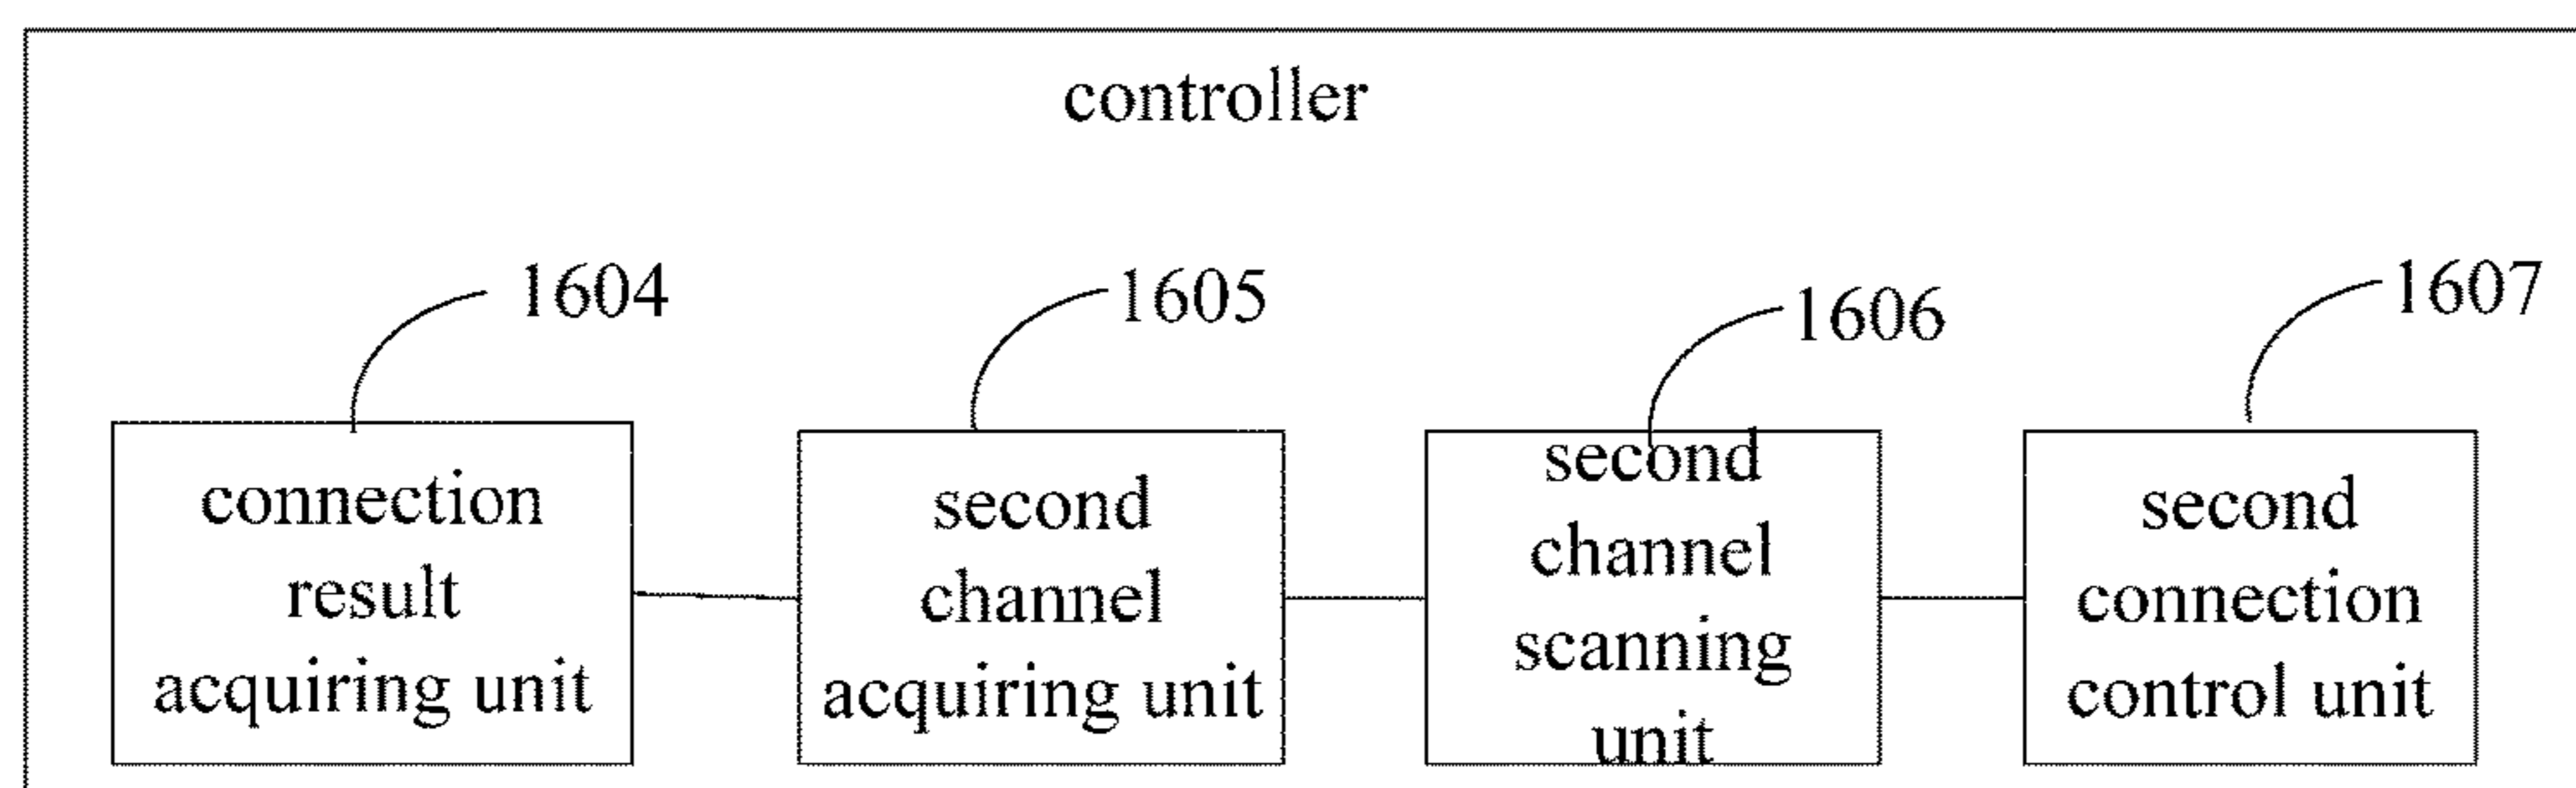 controller
1604
1605
1606
1607
connection
result
acquiring unit
second
channel
acquiring unit
second
channel
scanning
unit
second
connection
control unit